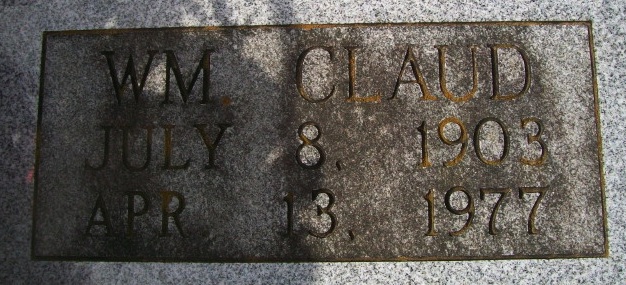 WM. CLAUD
JULY 8, 1903
APR. 13, 1977